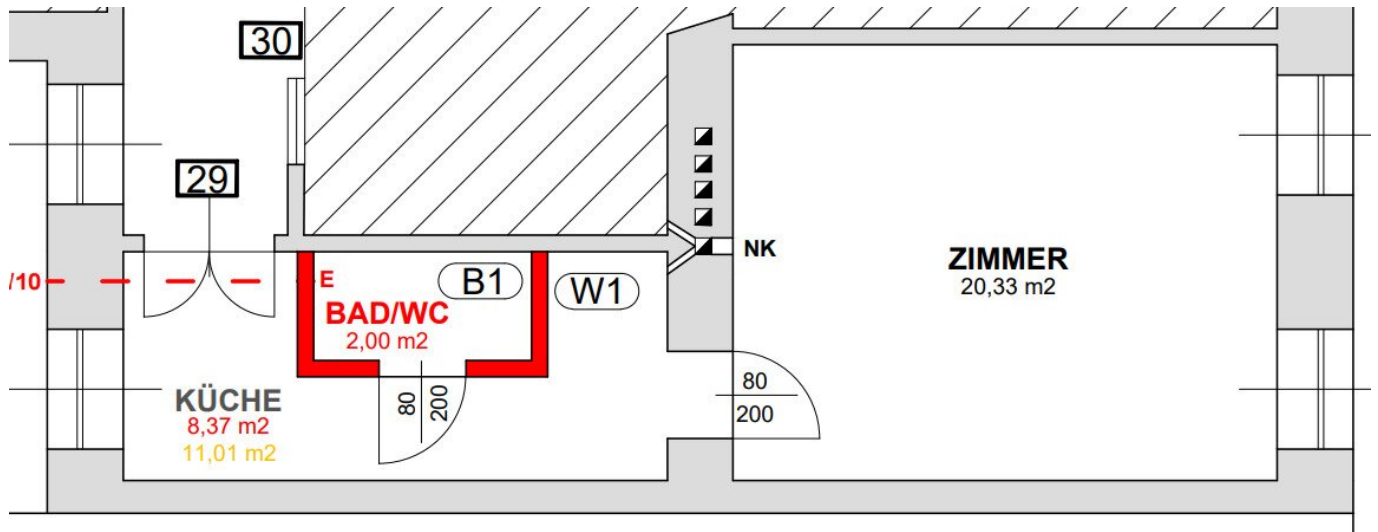 30
29
/10
E
B1
W1
BAD/WC
2,00 m2
80
200
KÜCHE
8,37 m2
11,01 m2
NK
ZIMMER
20,33 m2
80
200